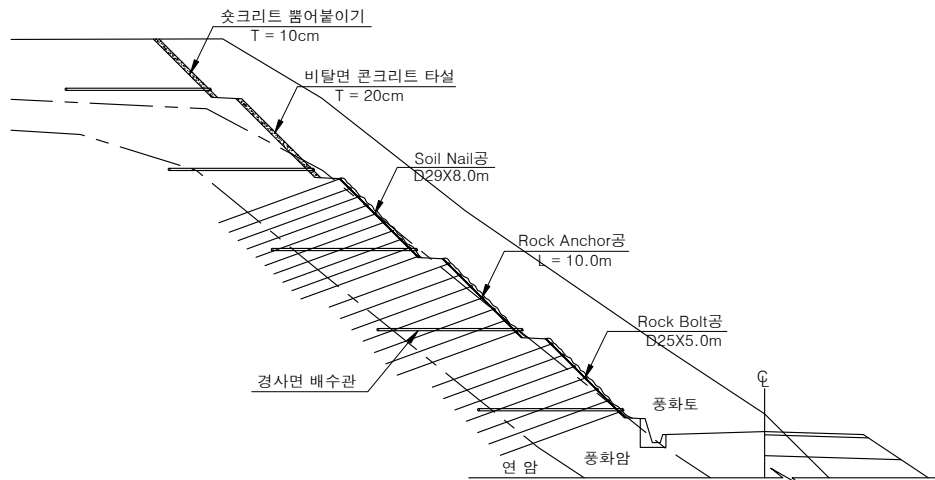 숏크리트 뿜어붙이기
T = 10cm
비탈면 콘크리트 타설
T = 20cm
Soil Nail공
D29X8.0m
Rock Anchor공
L = 10.0m
Rock Bolt공
D25X5.0m
경사면 배수관
℄
풍화토
풍화암
연 암